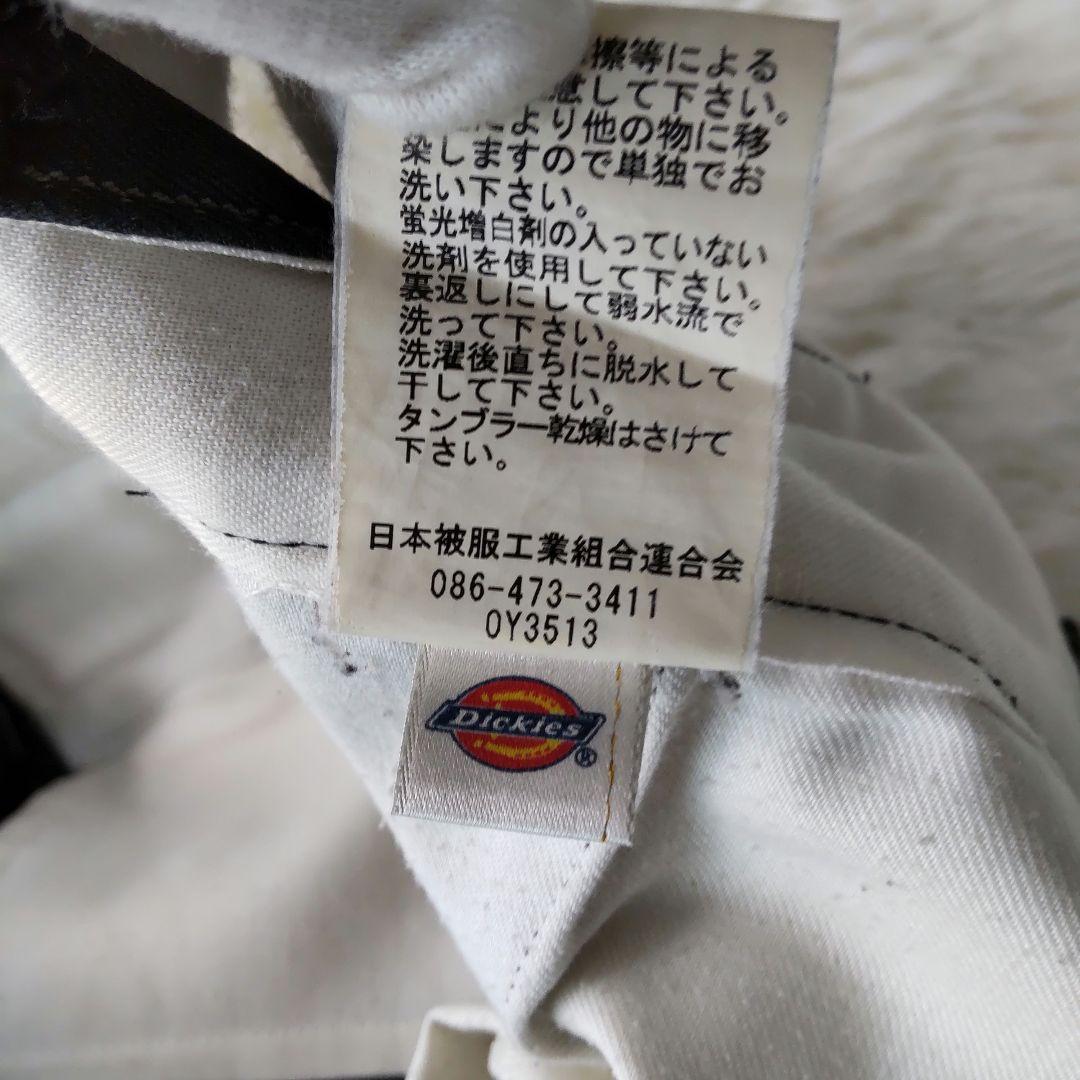 擦等による
意して下さい。
により他の物に移
染しますので単独でお
洗い下さい。
蛍光増白剤の入っていない
洗剤を使用して下さい。
裏返しにして弱水流で
洗って下さい。
洗濯後直ちに脱水して
干して下さい。
タンブラー乾燥はさけて
下さい。
日本被服工業組合連合会
086-473-3411
0Y3513
Dickies®